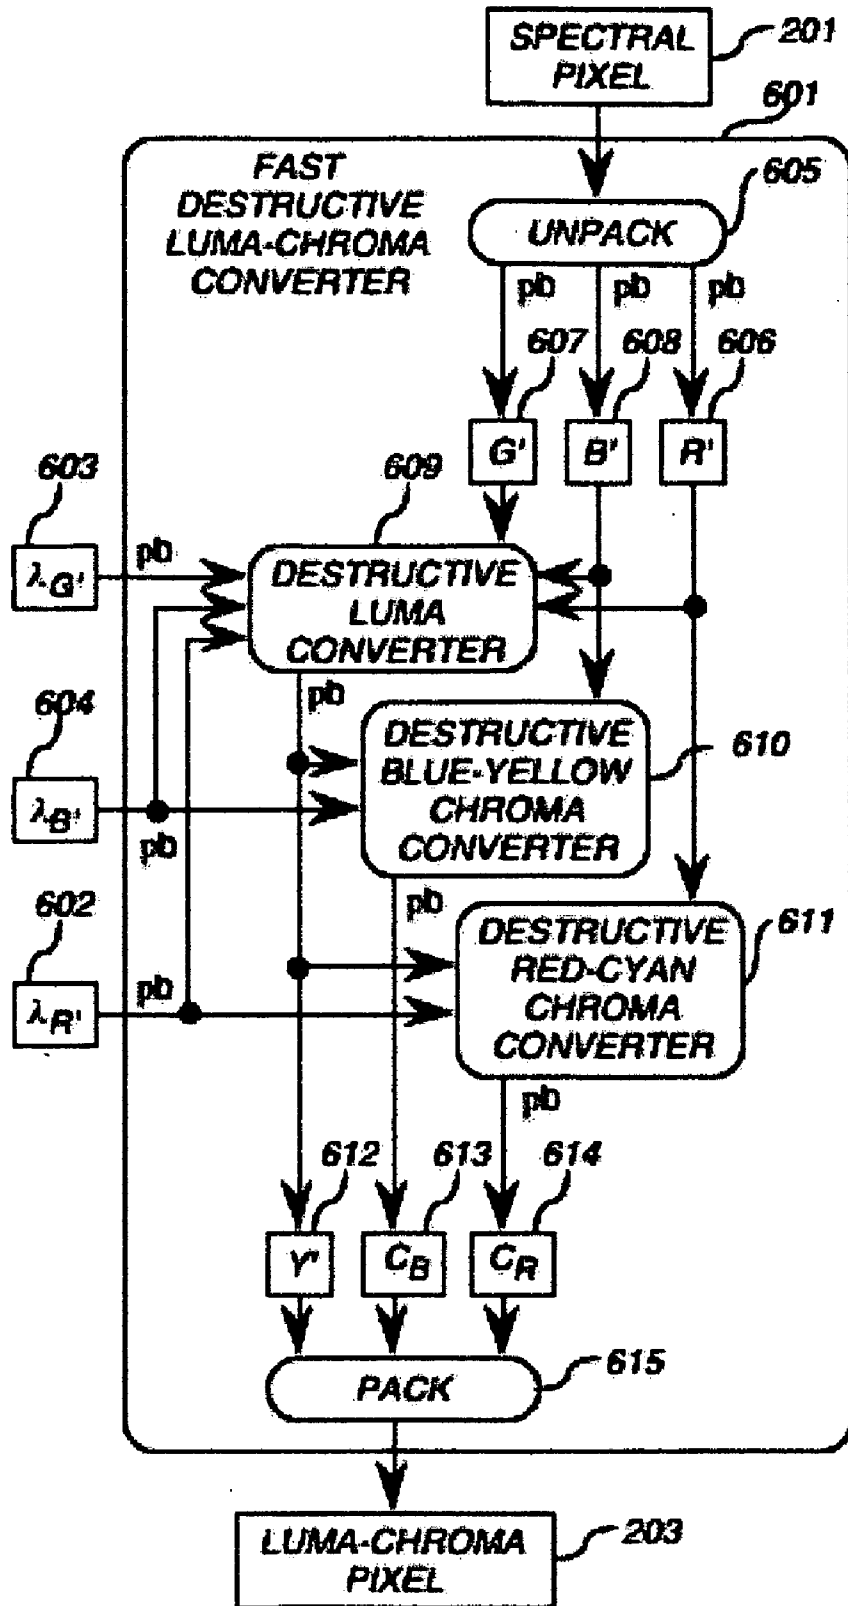 SPECTRAL
PIXEL
201
601
FAST
DESTRUCTIVE
LUMA-CHROMA
CONVERTER
605
UNPACK
pb
pb
pb
607
608
606
G'
B'
R'
603
609
λG'
pb
DESTRUCTIVE
LUMA
CONVERTER
pb
604
λB'
pb
DESTRUCTIVE
BLUE-YELLOW
CHROMA
CONVERTER
610
pb
602
λR'
pb
DESTRUCTIVE
RED-CYAN
CHROMA
CONVERTER
611
pb
612
613
614
Y'
CB
CR
PACK
615
LUMA-CHROMA
PIXEL
203